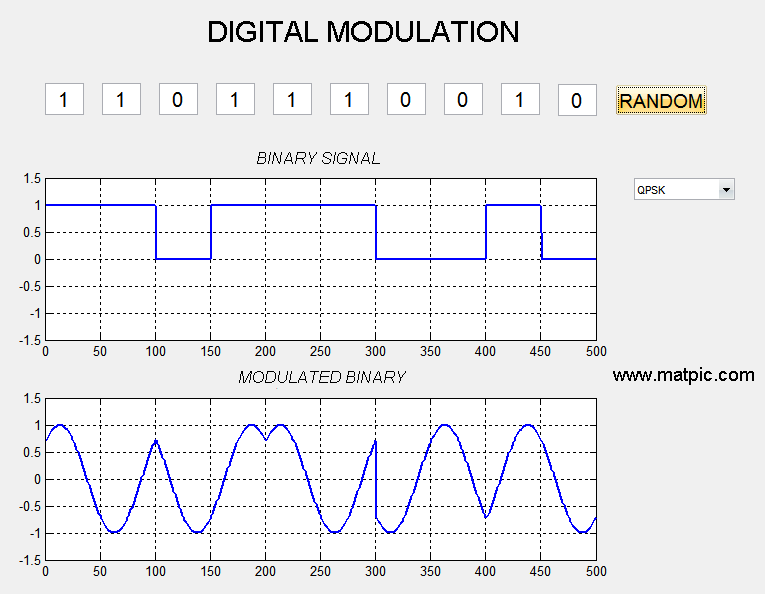 DIGITAL MODULATION
1 1 0 1 1 1 0 0 1 0 RANDOM
BINARY SIGNAL
QPSK
1.5
1
0.5
0
-0.5
-1
-1.5
0 50 100 150 200 250 300 350 400 450 500
www.matpic.com
MODULATED BINARY
1.5
1
0.5
0
-0.5
-1
-1.5
0 50 100 150 200 250 300 350 400 450 500